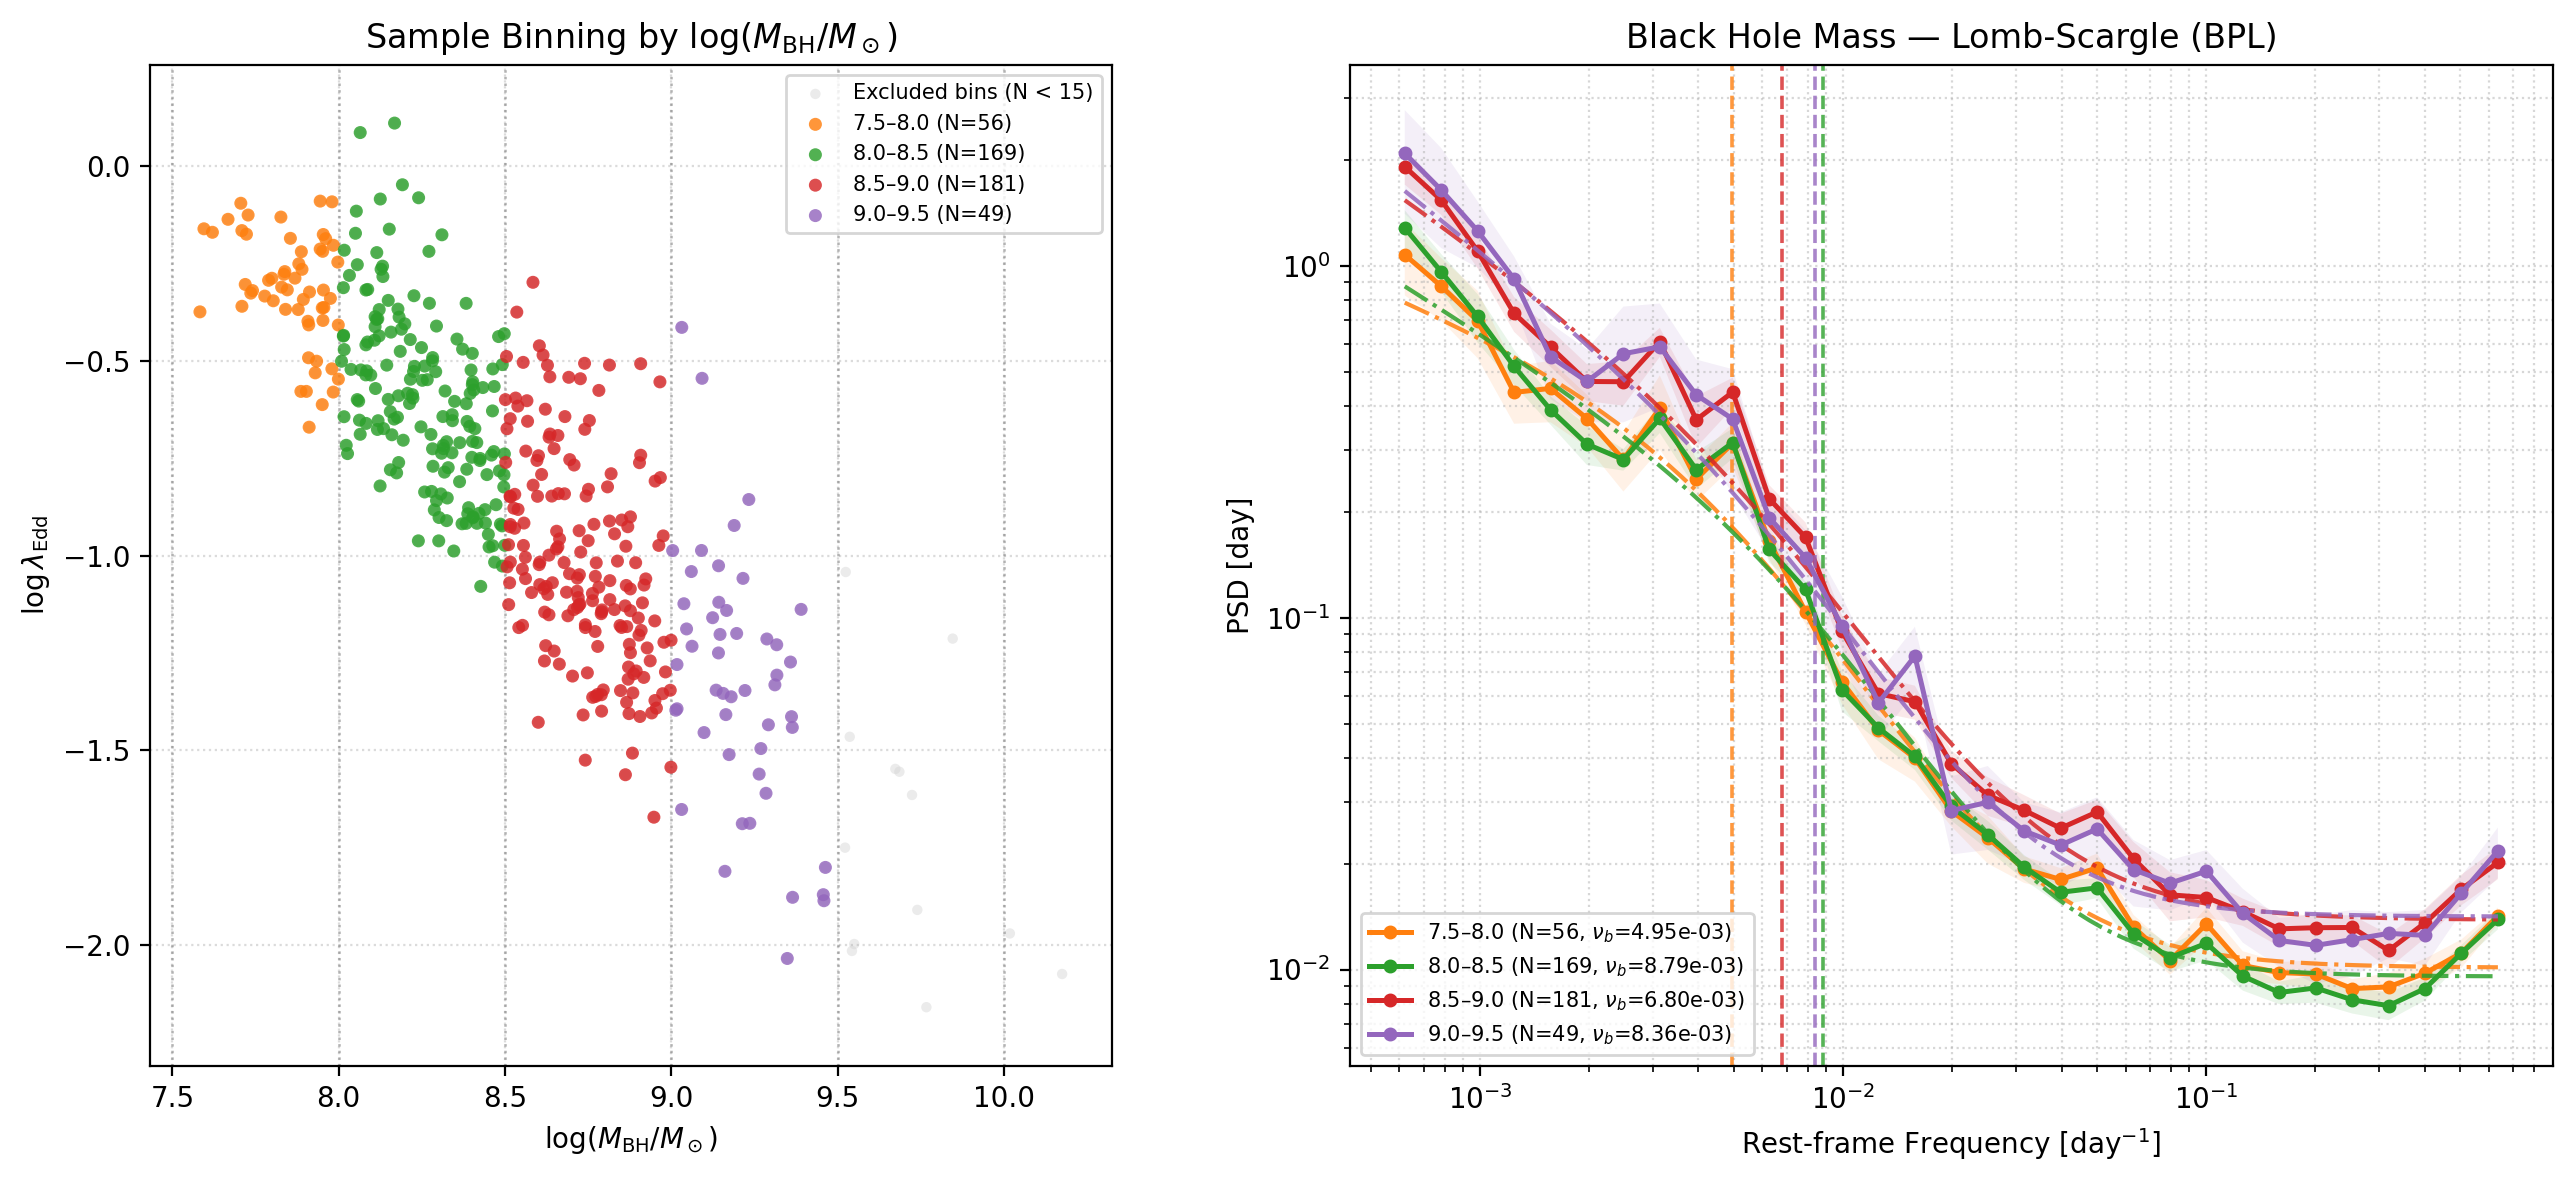 Sample Binning by log(M_BH/M_⊙)
Excluded bins (N < 15)
7.5–8.0 (N=56)
8.0–8.5 (N=169)
8.5–9.0 (N=181)
9.0–9.5 (N=49)
0.0
−0.5
−1.0
−1.5
−2.0
log λ_Edd
7.5 8.0 8.5 9.0 9.5 10.0
log(M_BH/M_⊙)
Black Hole Mass — Lomb-Scargle (BPL)
10⁰
10⁻¹
10⁻²
PSD [day]
7.5–8.0 (N=56, ν_b=4.95e-03)
8.0–8.5 (N=169, ν_b=8.79e-03)
8.5–9.0 (N=181, ν_b=6.80e-03)
9.0–9.5 (N=49, ν_b=8.36e-03)
10⁻³ 10⁻² 10⁻¹
Rest-frame Frequency [day⁻¹]